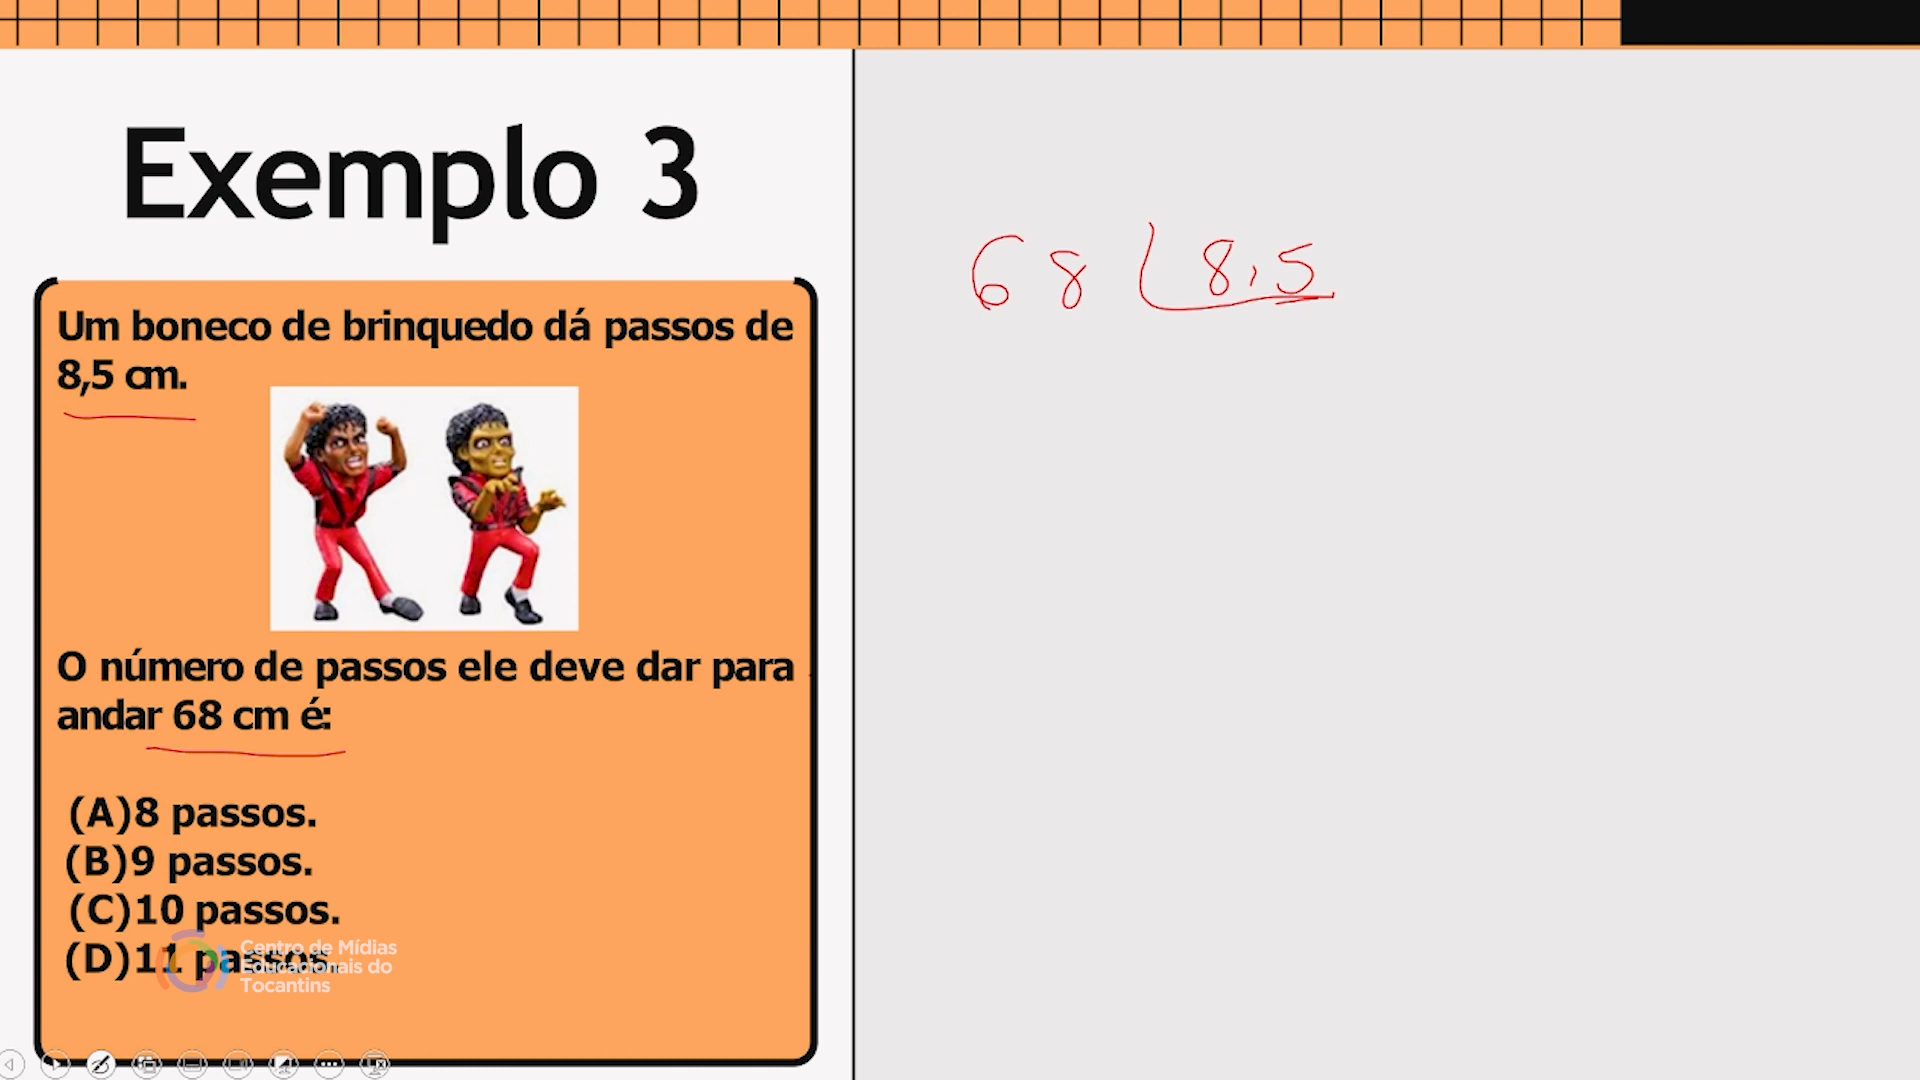 Exemplo 3
Um boneco de brinquedo dá passos de
8,5 cm.
O número de passos ele deve dar para
andar 68 cm é:
(A)8 passos.
(B)9 passos.
(C)10 passos.
(D)11 passos.
Centro de Mídias
Educacionais do
Tocantins
68 8,5